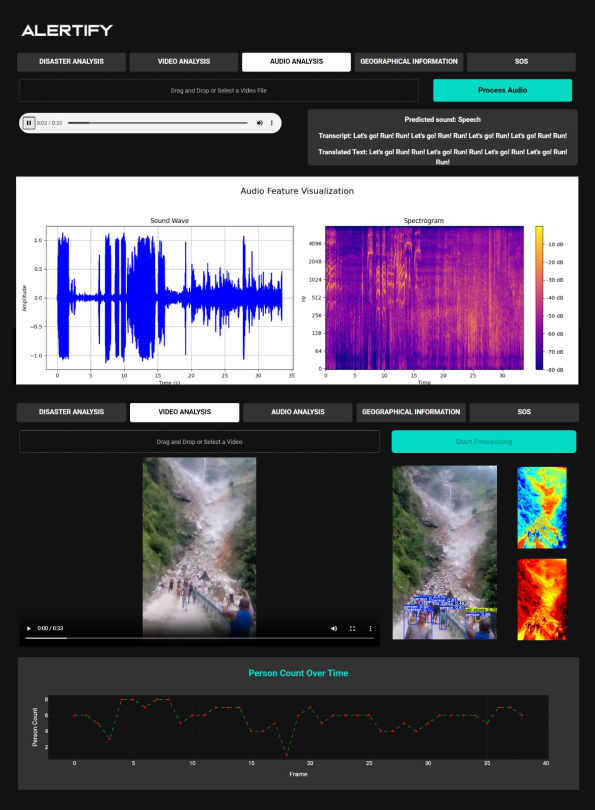 ALERTIFY
DISASTER ANALYSIS
VIDEO ANALYSIS
AUDIO ANALYSIS
GEOGRAPHICAL INFORMATION
SOS
Drag and Drop or Select a Video File
Process Audio
0:03 / 0:33
Predicted sound: Speech
Transcript: Let's go! Run! Run! Let's go! Run! Run! Let's go! Run! Let's go! Run! Run!
Translated Text: Let's go! Run! Run! Let's go! Run! Run! Let's go! Run! Let's go! Run!
Run!
Audio Feature Visualization
Sound Wave
Amplitude
1.0
0.5
0.0
−0.5
−1.0
0 5 10 15 20 25 30 35
Time (s)
Spectrogram
Hz
4096
2048
1024
512
256
128
64
0
0 5 10 15 20 25 30
Time
-10 dB
-20 dB
-30 dB
-40 dB
-50 dB
-60 dB
-70 dB
-80 dB
DISASTER ANALYSIS
VIDEO ANALYSIS
AUDIO ANALYSIS
GEOGRAPHICAL INFORMATION
SOS
Drag and Drop or Select a Video
Start Processing
0:00 / 0:33
Person Count Over Time
Person Count
8
6
4
2
0 5 10 15 20 25 30 35 40
Frame